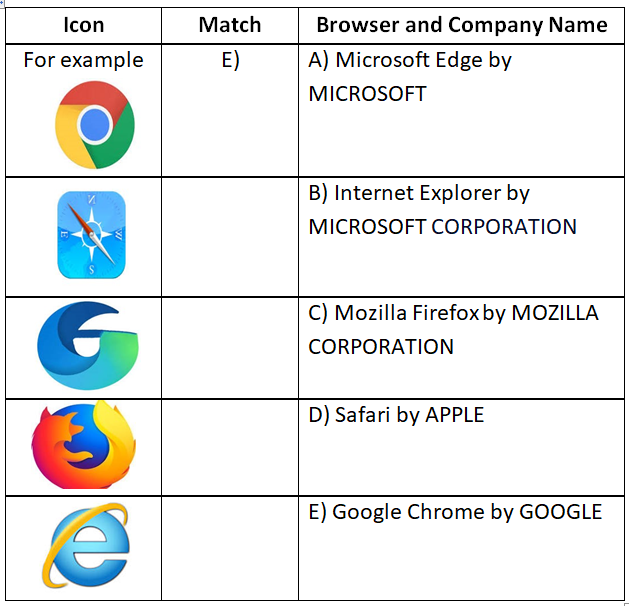 Icon Match Browser and Company Name
For example E) A) Microsoft Edge by
MICROSOFT
B) Internet Explorer by
MICROSOFT CORPORATION
C) Mozilla Firefox by MOZILLA
CORPORATION
D) Safari by APPLE
E) Google Chrome by GOOGLE
N
E
W
S